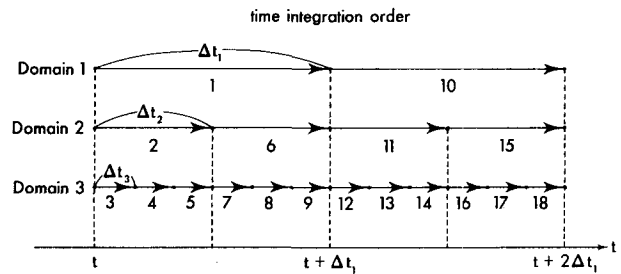 time integration order
Δt₁
Domain 1
1 10
Δt₂
Domain 2
2 6 11 15
Δt₃
Domain 3
3 4 5 7 8 9 12 13 14 16 17 18
t
t t + Δt₁ t + 2Δt₁